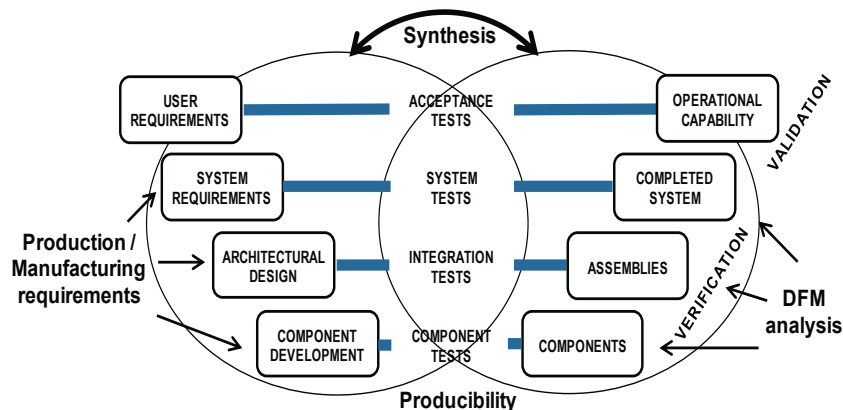 Synthesis
USER
REQUIREMENTS
ACCEPTANCE
TESTS
OPERATIONAL
CAPABILITY
VALIDATION
SYSTEM
REQUIREMENTS
SYSTEM
TESTS
COMPLETED
SYSTEM
Production /
Manufacturing
requirements
ARCHITECTURAL
DESIGN
INTEGRATION
TESTS
ASSEMBLIES
VERIFICATION
DFM
analysis
COMPONENT
DEVELOPMENT
COMPONENT
TESTS
COMPONENTS
Producibility